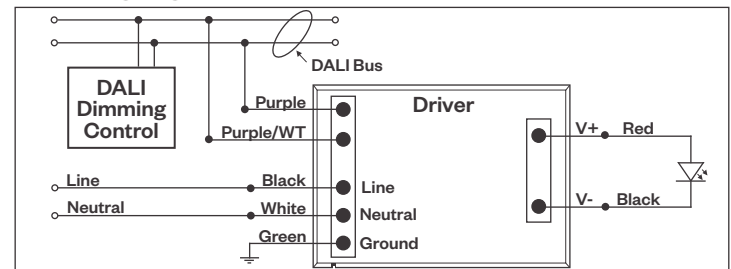 DALI Bus
DALI
Dimming
Control
Driver
Purple
Purple/WT
V+ Red
Line Black Line
Neutral White Neutral
V- Black
Green Ground